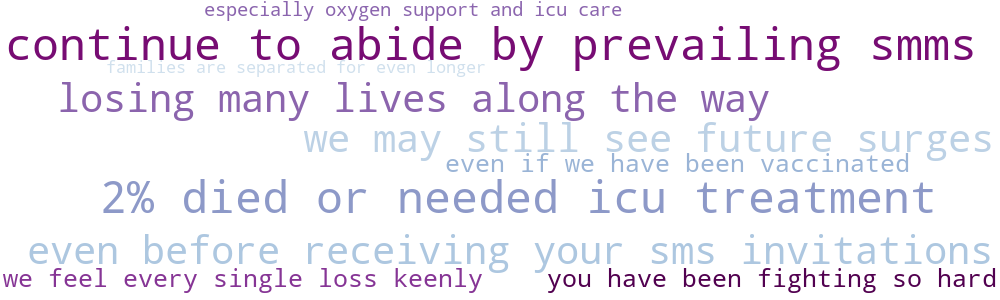 especially oxygen support and icu care
continue to abide by prevailing smms
families are separated for even longer
losing many lives along the way
we may still see future surges
even if we have been vaccinated
2% died or needed icu treatment
even before receiving your sms invitations
we feel every single loss keenly
you have been fighting so hard